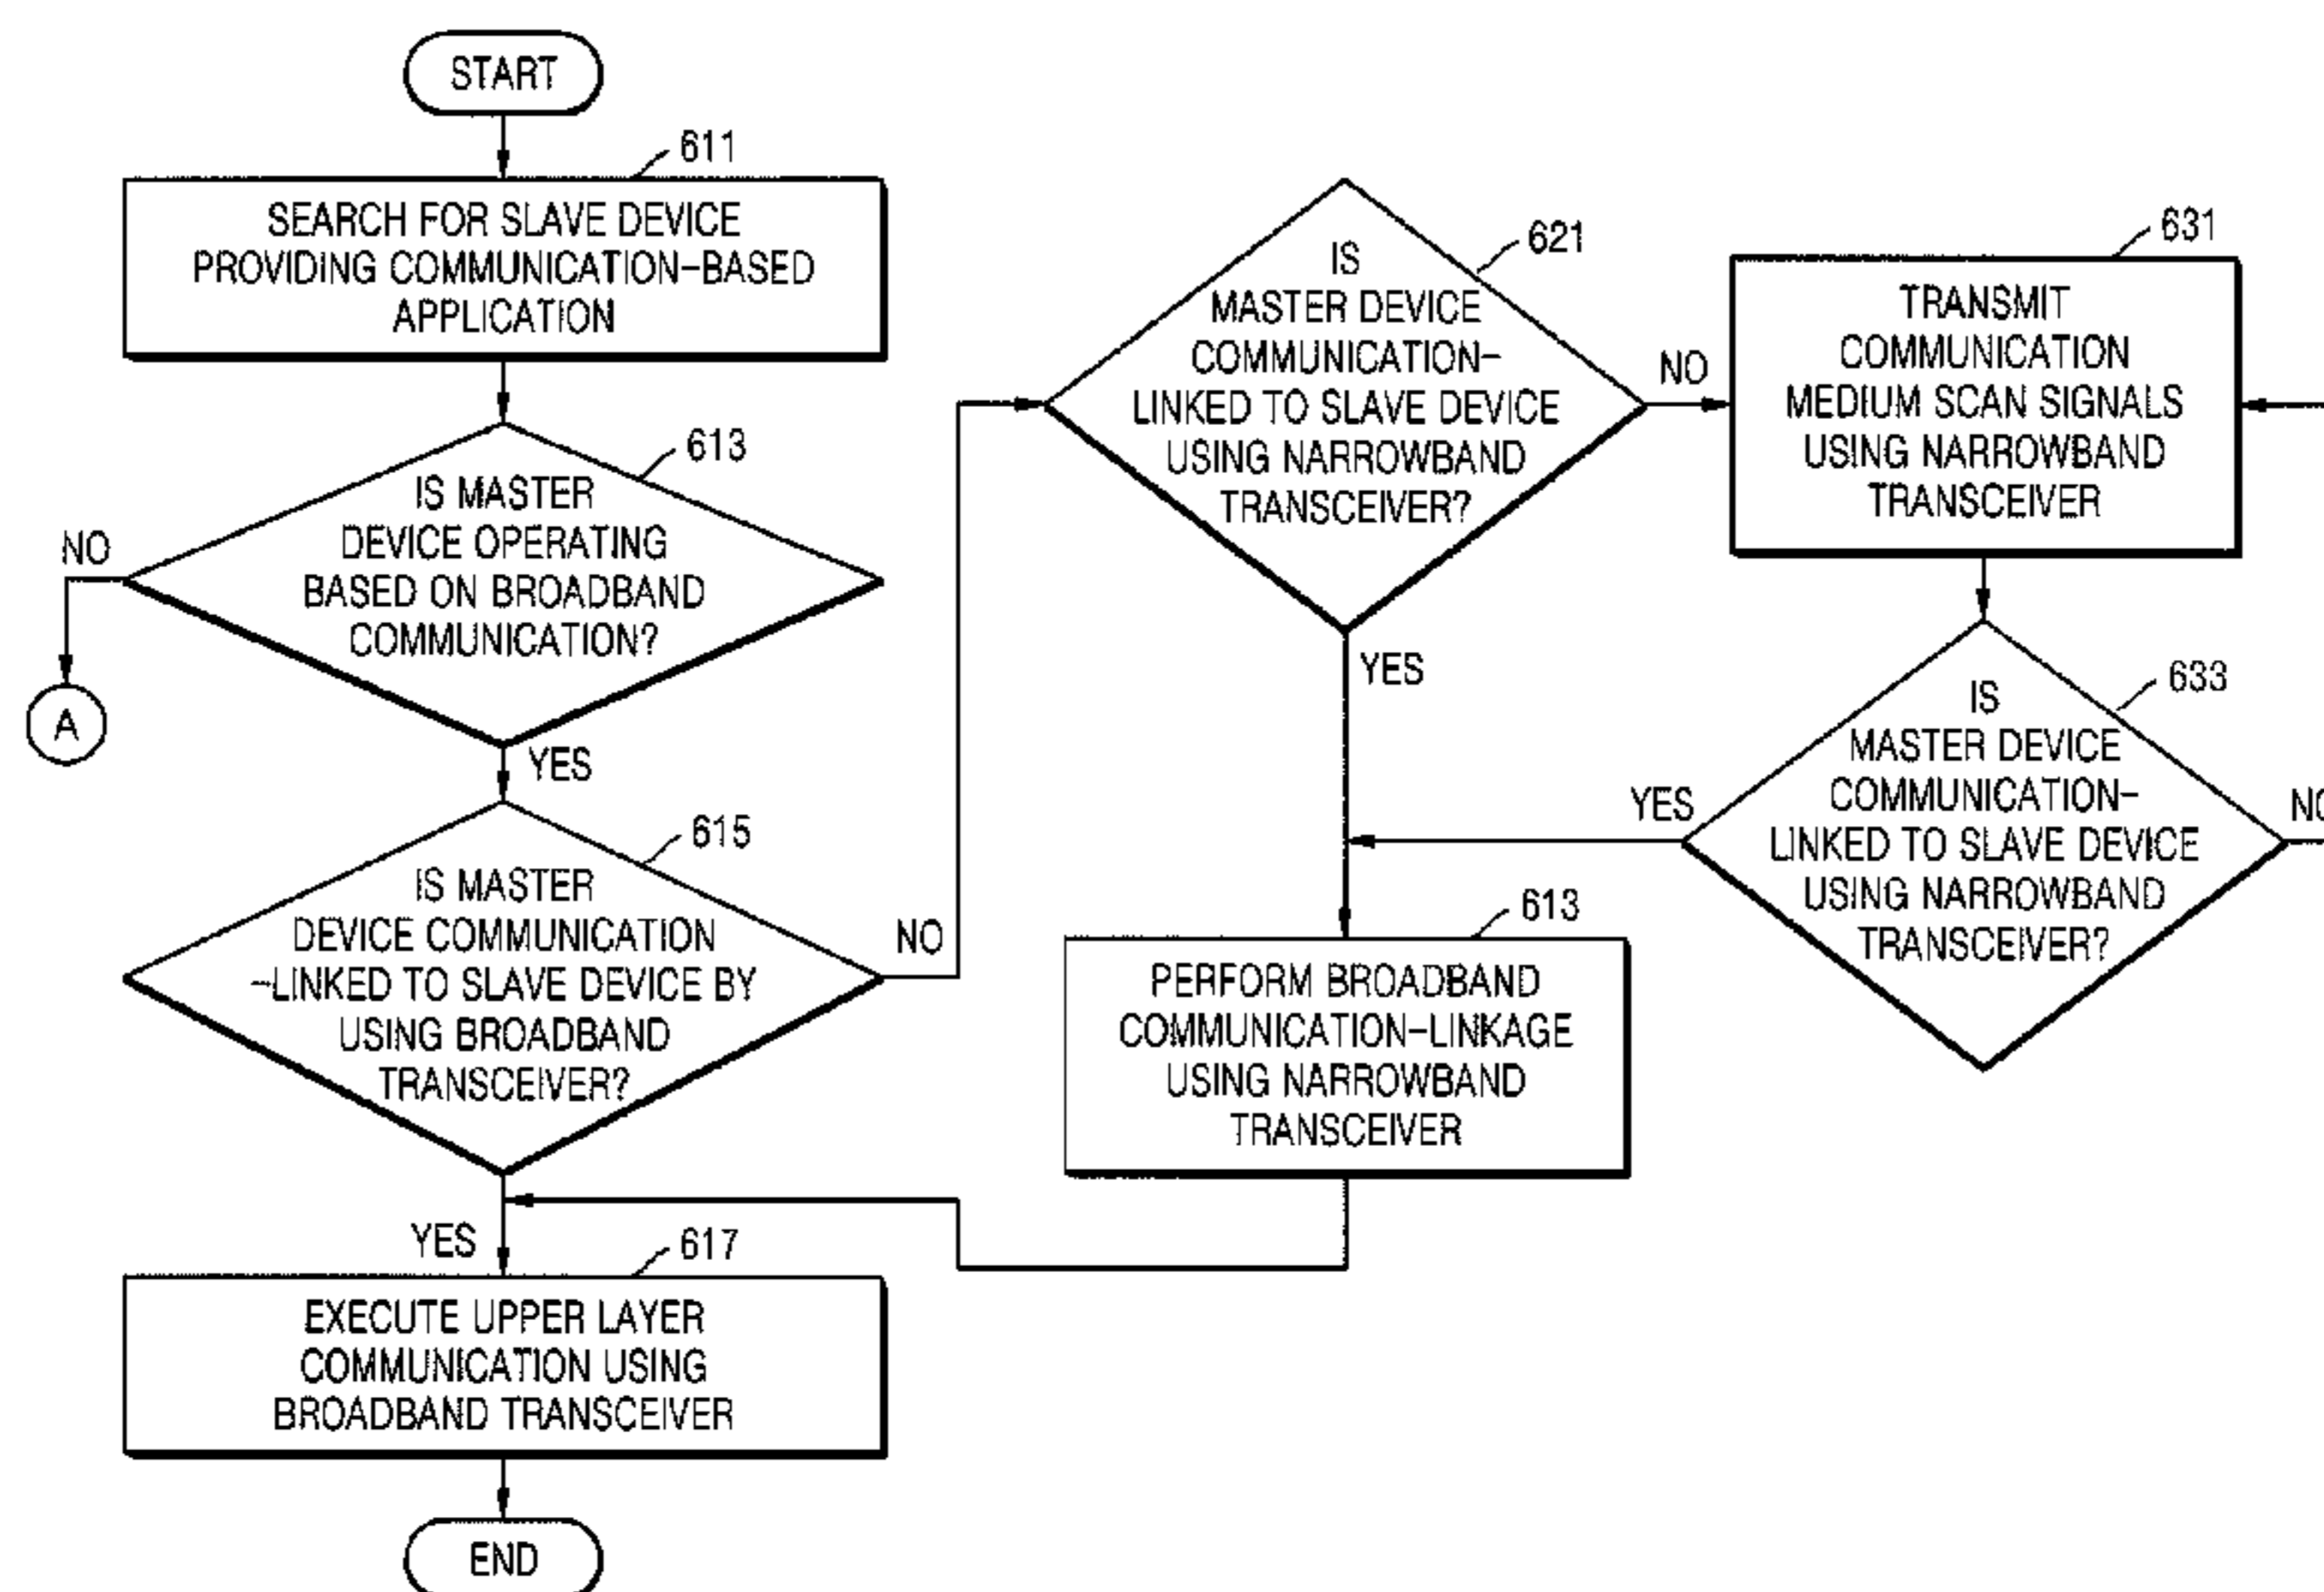 START
611
SEARCH FOR SLAVE DEVICE
PROVIDING COMMUNICATION-BASED
APPLICATION
613
IS MASTER
DEVICE OPERATING
BASED ON BROADBAND
COMMUNICATION?
NO
A
YES
615
IS MASTER
DEVICE COMMUNICATION
-LINKED TO SLAVE DEVICE BY
USING BROADBAND
TRANSCEIVER?
NO
YES
617
EXECUTE UPPER LAYER
COMMUNICATION USING
BROADBAND TRANSCEIVER
END
621
IS
MASTER DEVICE
COMMUNICATION-
LINKED TO SLAVE DEVICE
USING NARROWBAND
TRANSCEIVER?
NO
YES
613
PERFORM BROADBAND
COMMUNICATION-LINKAGE
USING NARROWBAND
TRANSCEIVER
631
TRANSMIT
COMMUNICATION
MEDIUM SCAN SIGNALS
USING NARROWBAND
TRANSCEIVER
633
IS
MASTER DEVICE
COMMUNICATION-
LINKED TO SLAVE DEVICE
USING NARROWBAND
TRANSCEIVER?
YES
NO